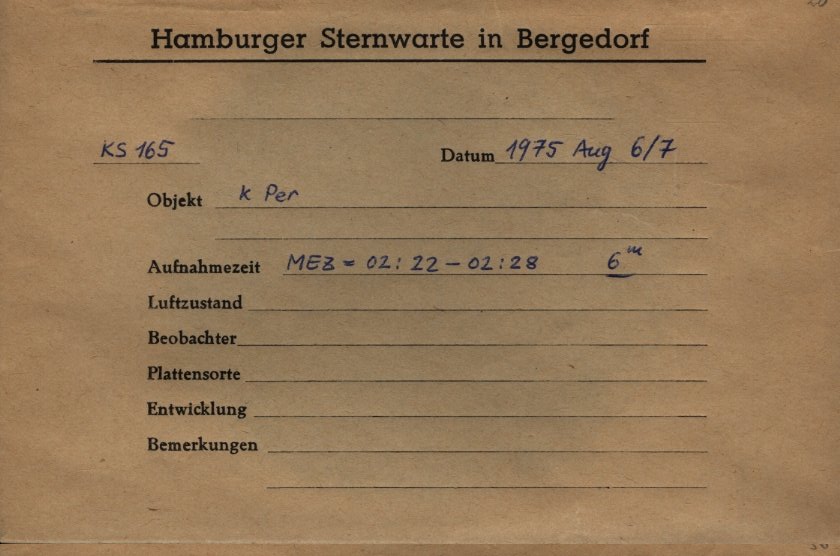 Hamburger Sternwarte in Bergedorf
KS 165 Datum 1975 Aug 6/7
Objekt k Per
Aufnahmezeit MEZ = 02:22 – 02:28 6ᵐ
Luftzustand
Beobachter
Plattensorte
Entwicklung
Bemerkungen